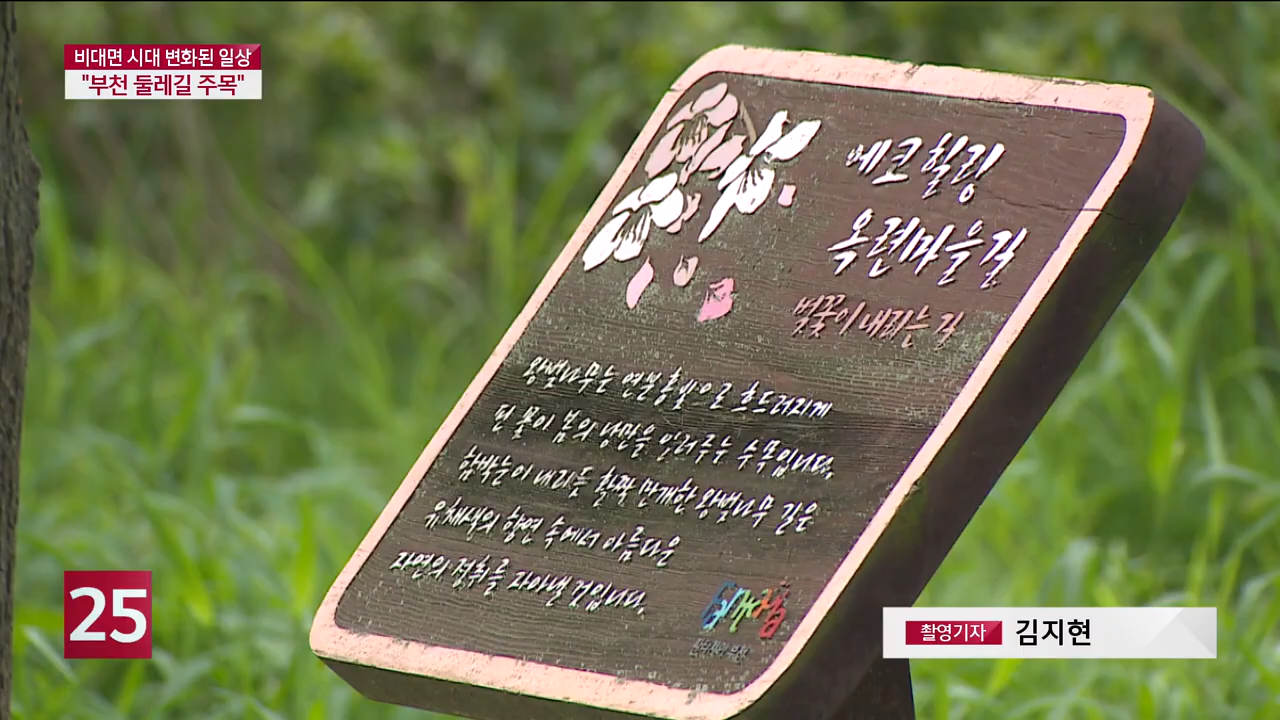 비대면 시대 변화된 일상
"부천 둘레길 주목"
에코힐링
옥련마을길
벚꽃이 내리는 길
왕벚나무는 연분홍빛으로 흐드러지게
핀 꽃이 봄의 낭만을 일러주는 수목입니다.
함박눈이 내리듯 활짝 만개한 왕벚나무 길은
유채색의 향연 속에서 아름다운
자연의 정취를 자아낼 것입니다.
25
촬영기자 김지현